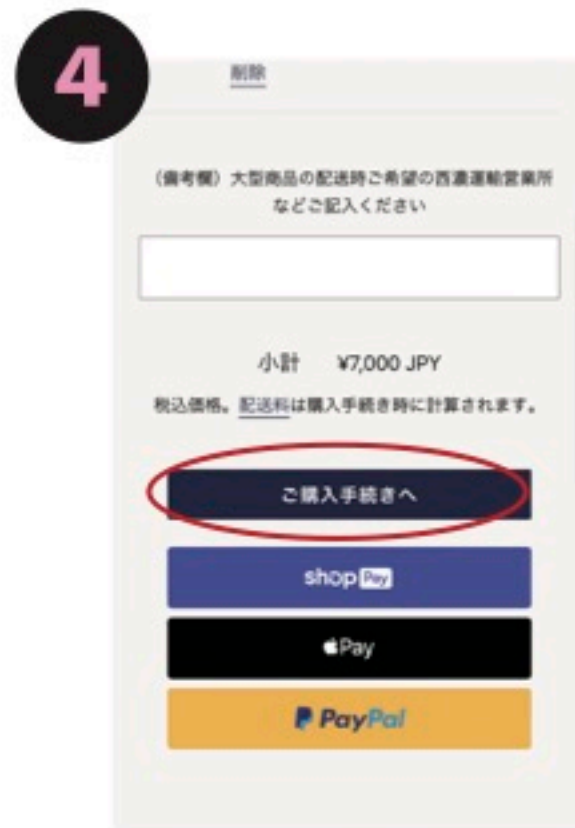 4
削除
（備考欄）大型商品の配送時ご希望の西濃運輸営業所
などご記入ください
小計 ¥7,000 JPY
税込価格。配送料は購入手続き時に計算されます。
ご購入手続きへ
shop Pay
Pay
PayPal